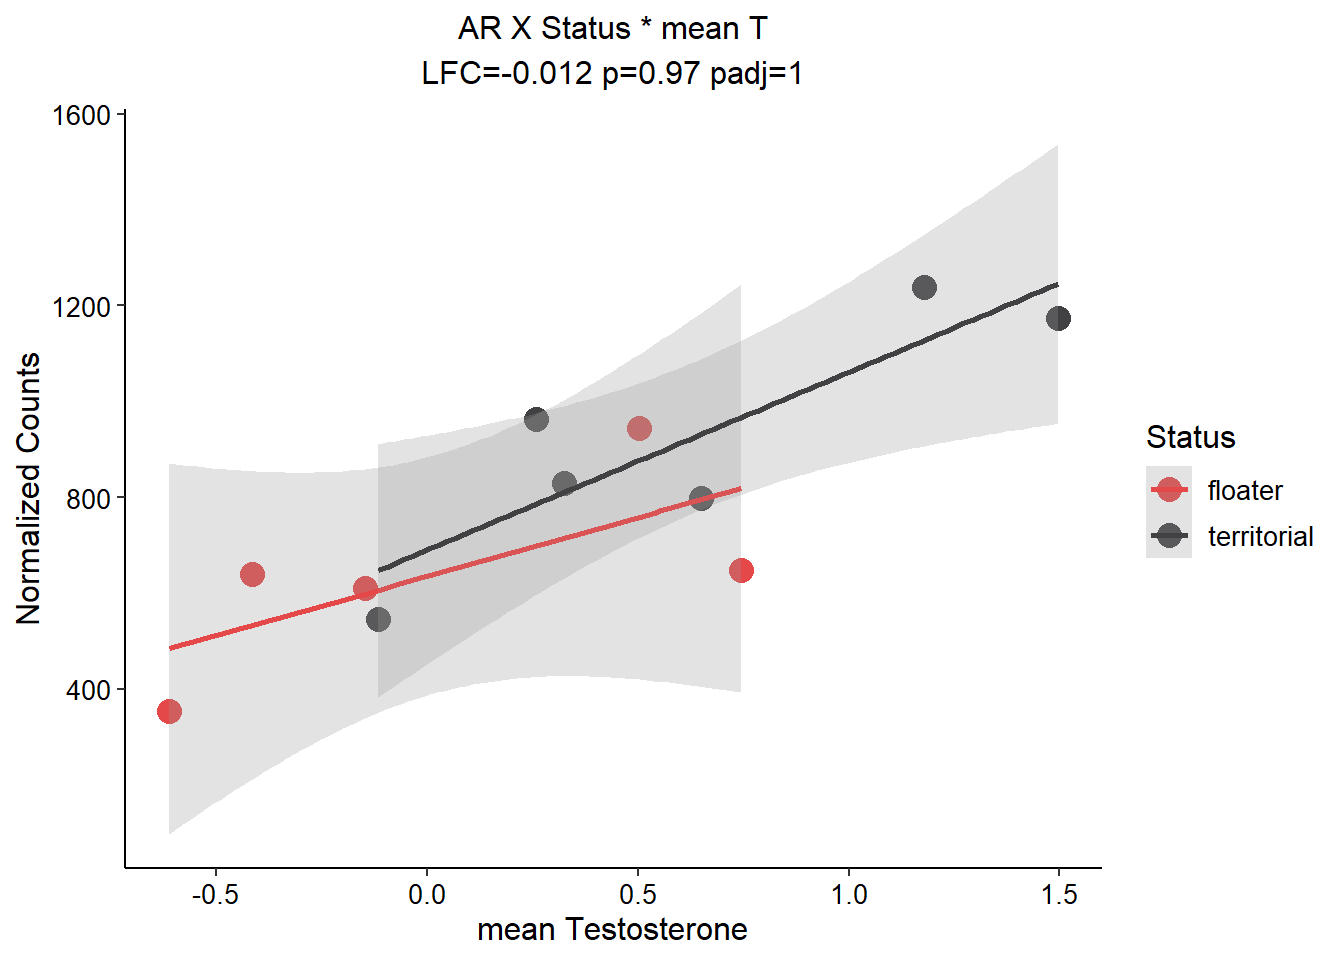 AR X Status * mean T
LFC=-0.012 p=0.97 padj=1
1600
1200
800
400
Normalized Counts
-0.5 0.0 0.5 1.0 1.5
mean Testosterone
Status
floater
territorial